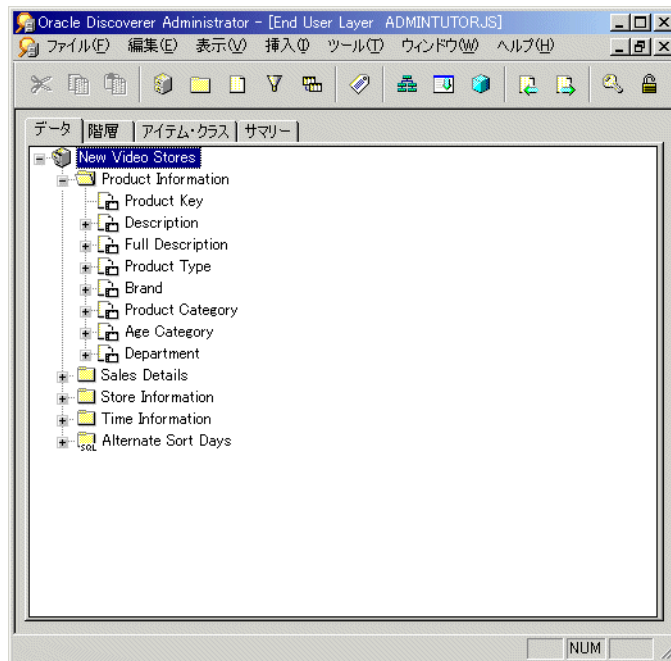 Oracle Discoverer Administrator - [End User Layer ADMINTUTORJS]
ファイル(F) 編集(E) 表示(V) 挿入(I) ツール(T) ウィンドウ(W) ヘルプ(H)
データ 階層 アイテム・クラス サマリー
New Video Stores
Product Information
Product Key
Description
Full Description
Product Type
Brand
Product Category
Age Category
Department
Sales Details
Store Information
Time Information
SQL Alternate Sort Days
NUM